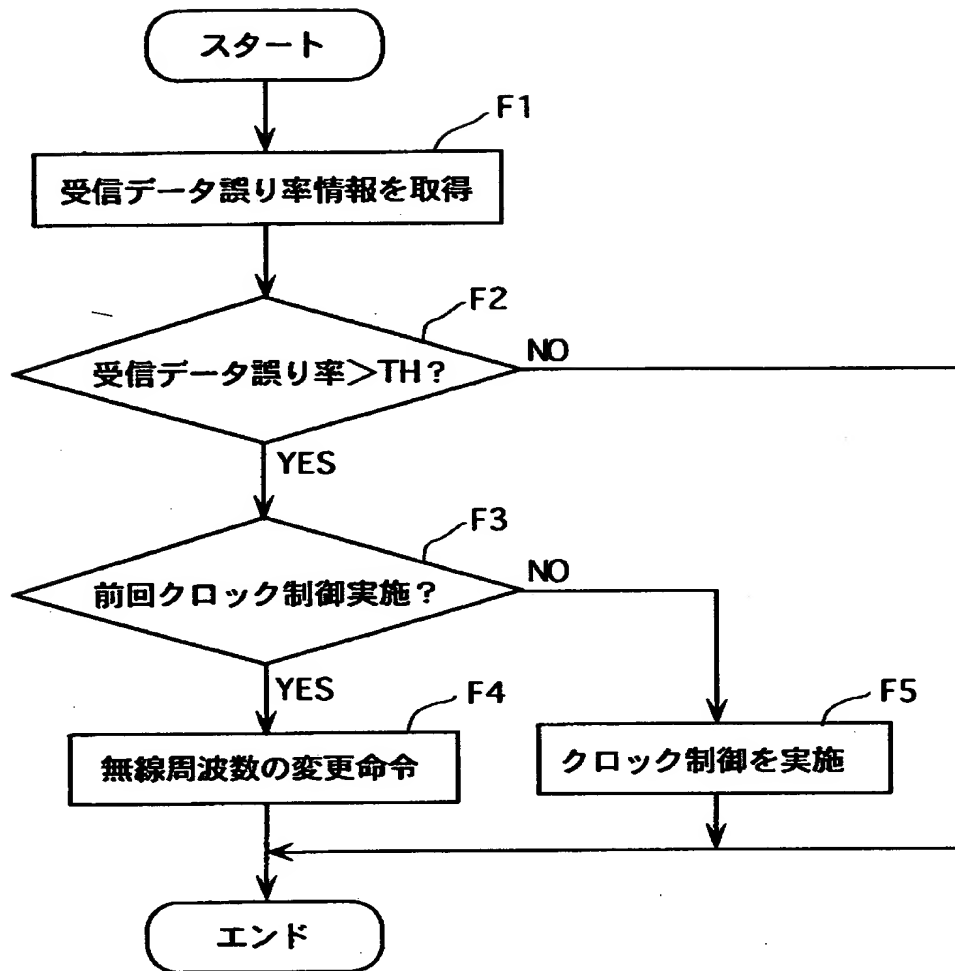 スタート
F1
受信データ誤り率情報を取得
F2
受信データ誤り率>TH?
NO
YES
F3
前回クロック制御実施?
NO
YES
F4
無線周波数の変更命令
F5
クロック制御を実施
エンド